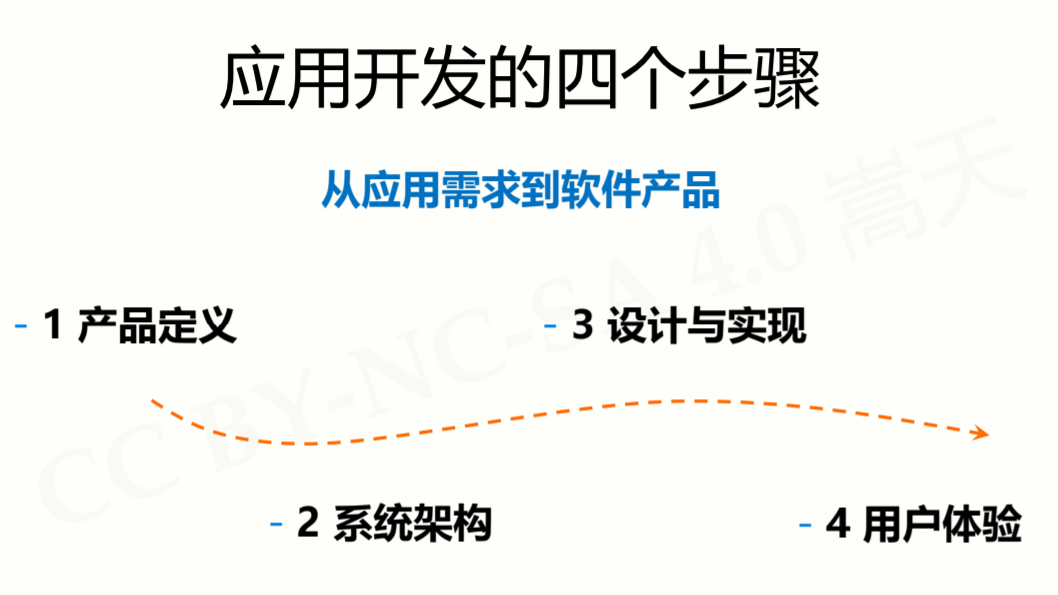 应用开发的四个步骤
从应用需求到软件产品
- 1 产品定义
- 2 系统架构
- 3 设计与实现
- 4 用户体验
CC BY-NC-SA 4.0 嵩天